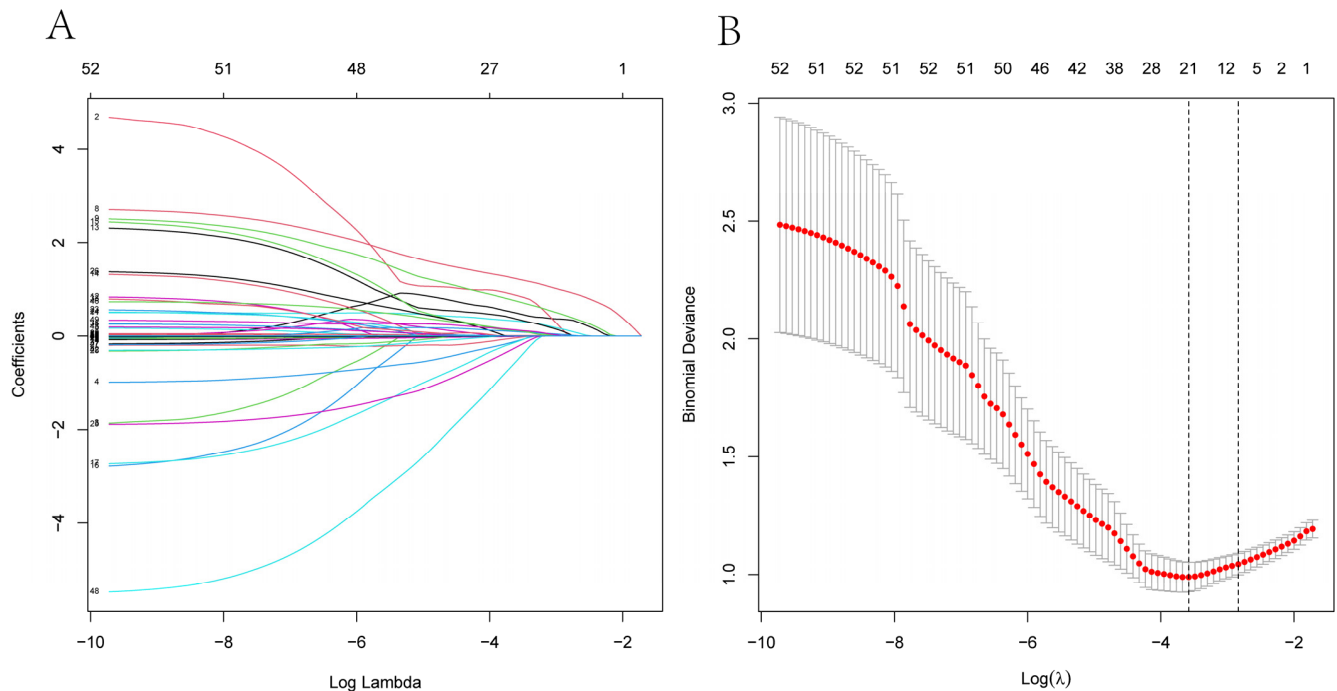 A
52 51 48 27 1
4
2
0
−2
−4
Coefficients
2
8
13
4
17
16
48
−10 −8 −6 −4 −2
Log Lambda
B
52 51 52 51 52 51 50 46 42 38 28 21 12 5 2 1
3.0
2.5
2.0
1.5
1.0
Binomial Deviance
−10 −8 −6 −4 −2
Log(λ)